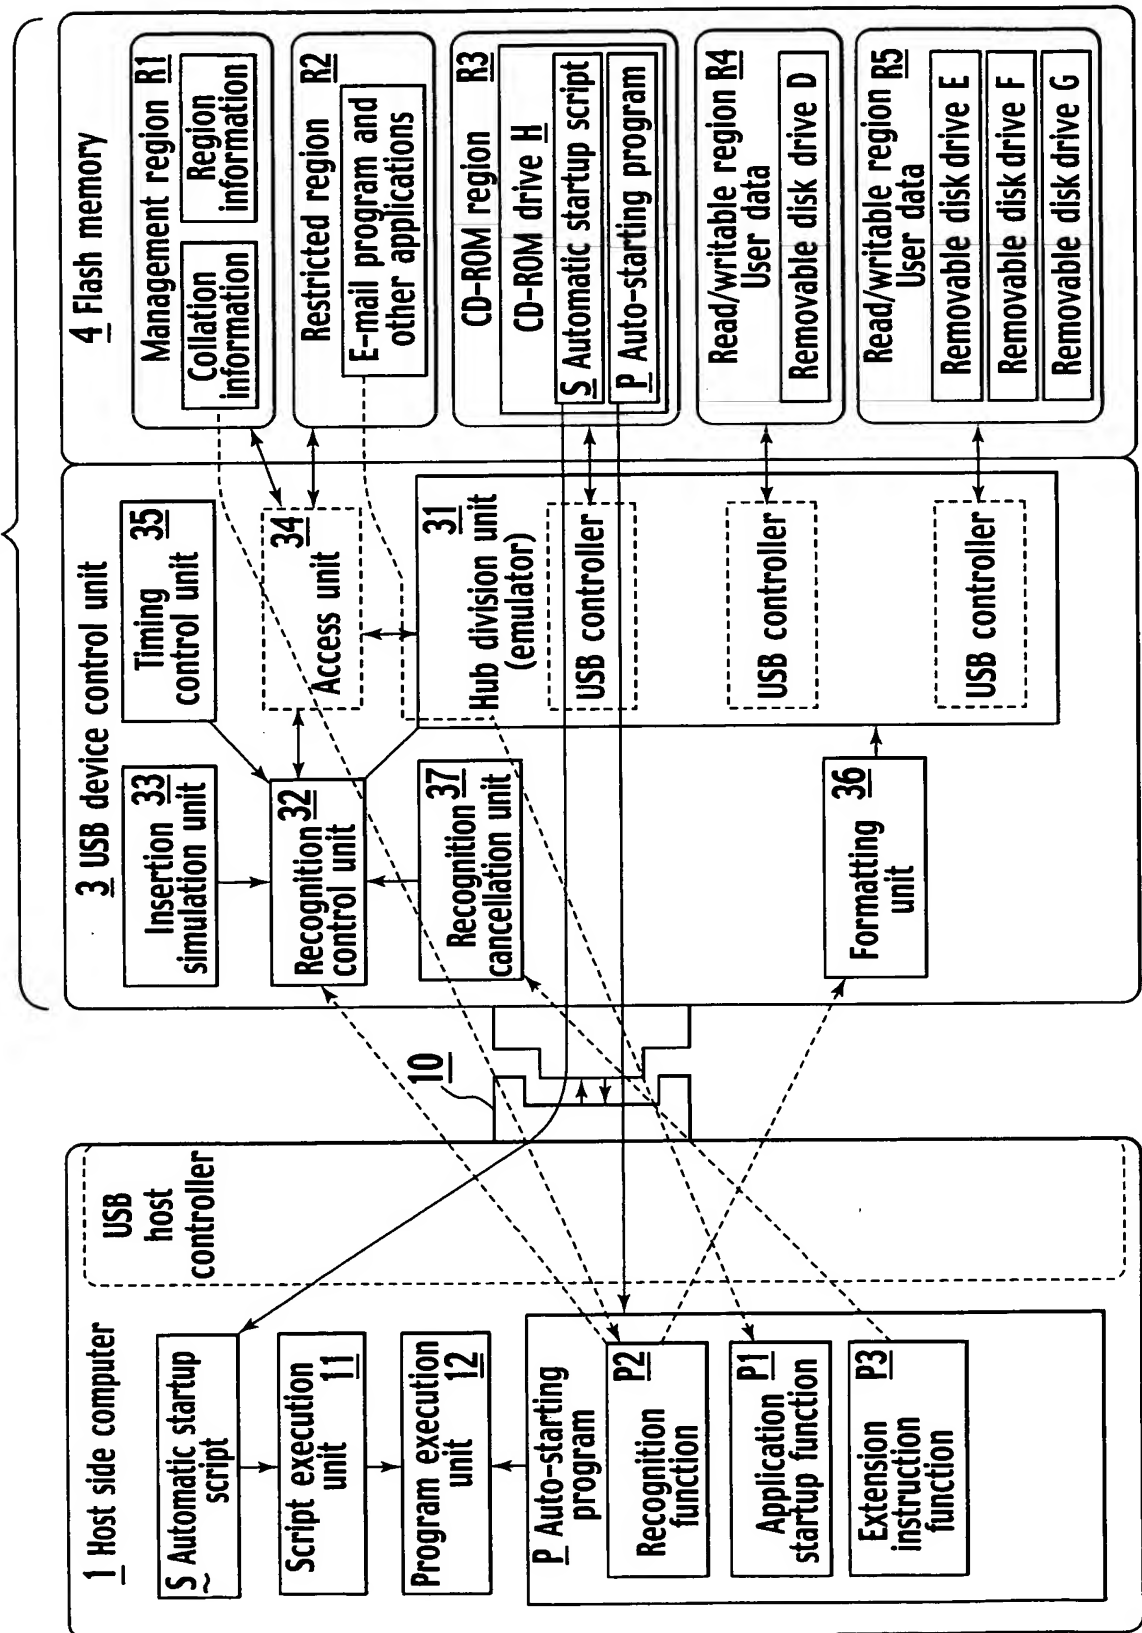 1 Host side computer
S Automatic startup
script
Script execution
unit 11
Program execution
unit 12
P Auto-starting
program
Recognition
function P2
Application
startup function P1
Extension
instruction
function P3
USB
host
controller
10
3 USB device control unit
Insertion 33
simulation unit
Timing 35
control unit
Recognition 32
control unit
34
Access unit
Recognition 37
cancellation unit
31
Hub division unit
(emulator)
USB controller
USB controller
USB controller
Formatting 36
unit
4 Flash memory
Management region R1
Collation
information
Region
information
Restricted region R2
E-mail program and
other applications
CD-ROM region R3
CD-ROM drive H
S Automatic startup script
P Auto-starting program
Read/writable region R4
User data
Removable disk drive D
Read/writable region R5
User data
Removable disk drive E
Removable disk drive F
Removable disk drive G